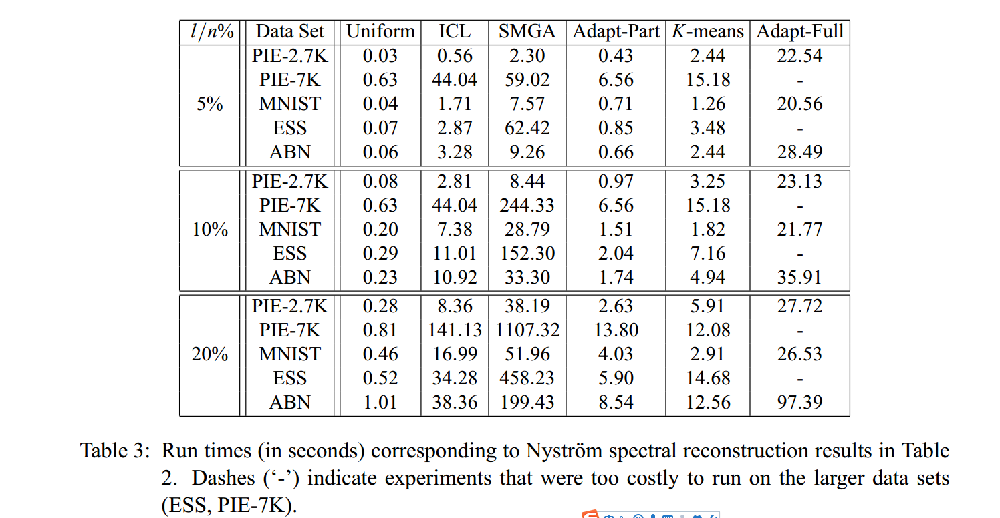 l/n% Data Set Uniform ICL SMGA Adapt-Part K-means Adapt-Full
PIE-2.7K 0.03 0.56 2.30 0.43 2.44 22.54
PIE-7K 0.63 44.04 59.02 6.56 15.18 -
5% MNIST 0.04 1.71 7.57 0.71 1.26 20.56
ESS 0.07 2.87 62.42 0.85 3.48 -
ABN 0.06 3.28 9.26 0.66 2.44 28.49
PIE-2.7K 0.08 2.81 8.44 0.97 3.25 23.13
PIE-7K 0.63 44.04 244.33 6.56 15.18 -
10% MNIST 0.20 7.38 28.79 1.51 1.82 21.77
ESS 0.29 11.01 152.30 2.04 7.16 -
ABN 0.23 10.92 33.30 1.74 4.94 35.91
PIE-2.7K 0.28 8.36 38.19 2.63 5.91 27.72
PIE-7K 0.81 141.13 1107.32 13.80 12.08 -
20% MNIST 0.46 16.99 51.96 4.03 2.91 26.53
ESS 0.52 34.28 458.23 5.90 14.68 -
ABN 1.01 38.36 199.43 8.54 12.56 97.39
Table 3: Run times (in seconds) corresponding to Nyström spectral reconstruction results in Table
2. Dashes (‘-’) indicate experiments that were too costly to run on the larger data sets
(ESS, PIE-7K).